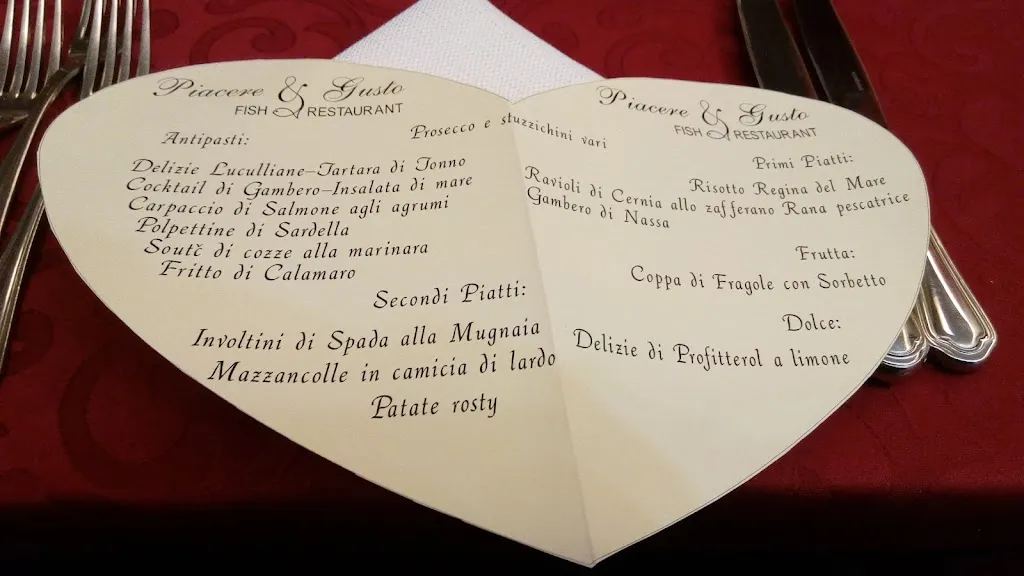 Piacere & Gusto
FISH RESTAURANT
Prosecco e stuzzichini vari
Antipasti:
Delizie Luculliane-Tartara di Tonno
Cocktail di Gambero-Insalata di mare
Carpaccio di Salmone agli agrumi
Polpettine di Sardella
Soutč di cozze alla marinara
Fritto di Calamaro
Secondi Piatti:
Involtini di Spada alla Mugnaia
Mazzancolle in camicia di lardo
Patate rosty
Piacere & Gusto
FISH RESTAURANT
Primi Piatti:
Risotto Regina del Mare
Ravioli di Cernia allo zafferano Rana pescatrice
Gambero di Nassa
Frutta:
Coppa di Fragole con Sorbetto
Dolce:
Delizie di Profitterol a limone